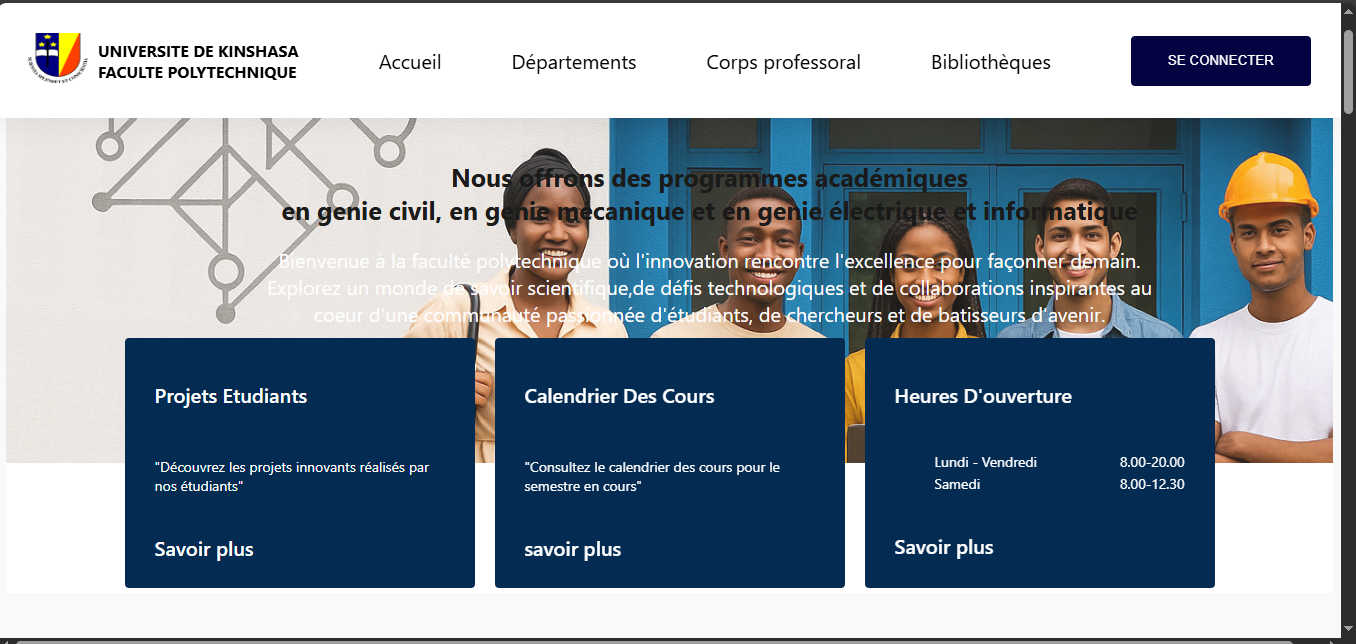 UNIVERSITE DE KINSHASA
FACULTE POLYTECHNIQUE
Accueil
Départements
Corps professoral
Bibliothèques
SE CONNECTER
Nous offrons des programmes académiques
en genie civil, en genie mecanique et en genie électrique et informatique
Bienvenue à la faculté polytechnique où l'innovation rencontre l'excellence pour façonner demain.
Explorez un monde de savoir scientifique,de défis technologiques et de collaborations inspirantes au
coeur d'une communauté passionnée d'étudiants, de chercheurs et de batisseurs d'avenir.
Projets Etudiants
"Découvrez les projets innovants réalisés par
nos étudiants"
Savoir plus
Calendrier Des Cours
"Consultez le calendrier des cours pour le
semestre en cours"
savoir plus
Heures D'ouverture
Lundi - Vendredi 8.00-20.00
Samedi 8.00-12.30
Savoir plus